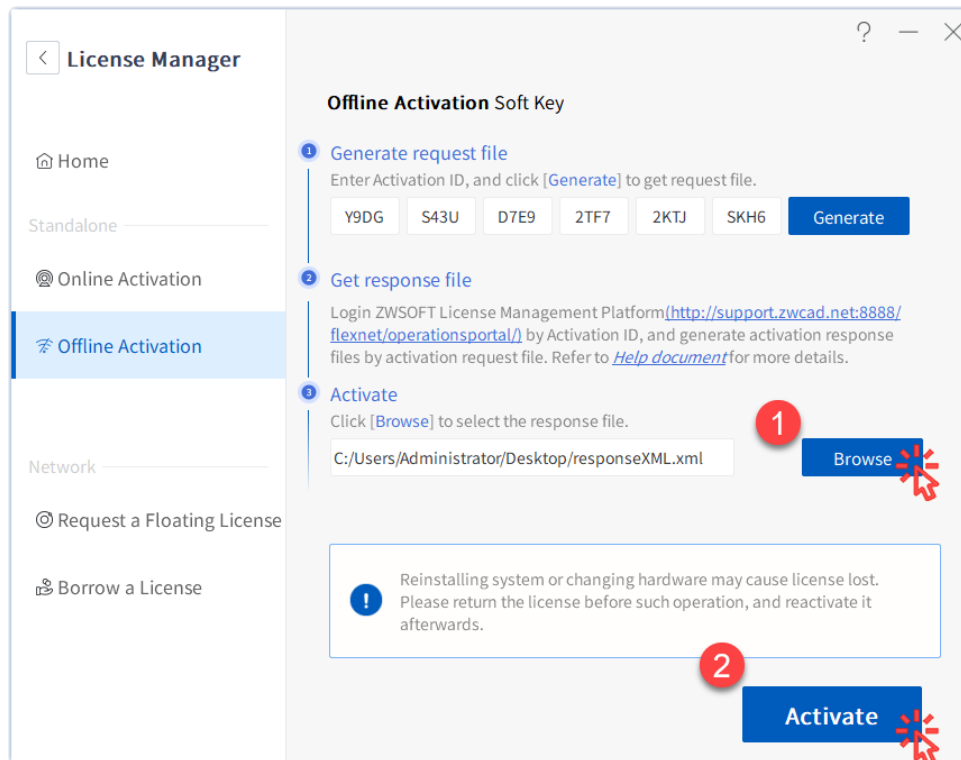 License Manager
Offline Activation Soft Key
Home
Standalone
Online Activation
Offline Activation
Network
Request a Floating License
Borrow a License
1 Generate request file
Enter Activation ID, and click [Generate] to get request file.
Y9DG S43U D7E9 2TF7 2KTJ SKH6 Generate
2 Get response file
Login ZWSOFT License Management Platform(http://support.zwcad.net:8888/
flexnet/operationsportal/) by Activation ID, and generate activation response
files by activation request file. Refer to Help document for more details.
3 Activate
Click [Browse] to select the response file.
1
C:/Users/Administrator/Desktop/responseXML.xml Browse
Reinstalling system or changing hardware may cause license lost.
Please return the license before such operation, and reactivate it
afterwards.
2
Activate